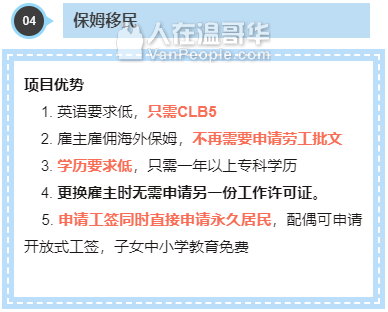 04
保姆移民
人在温哥华
VanPeople.com
项目优势
1. 英语要求低，只需CLB5
2. 雇主雇佣海外保姆，不再需要申请劳工批文
3. 学历要求低，只需一年以上专科学历
4. 更换雇主时无需申请另一份工作许可证。
5. 申请工签同时直接申请永久居民，配偶可申请
开放式工签，子女中小学教育免费